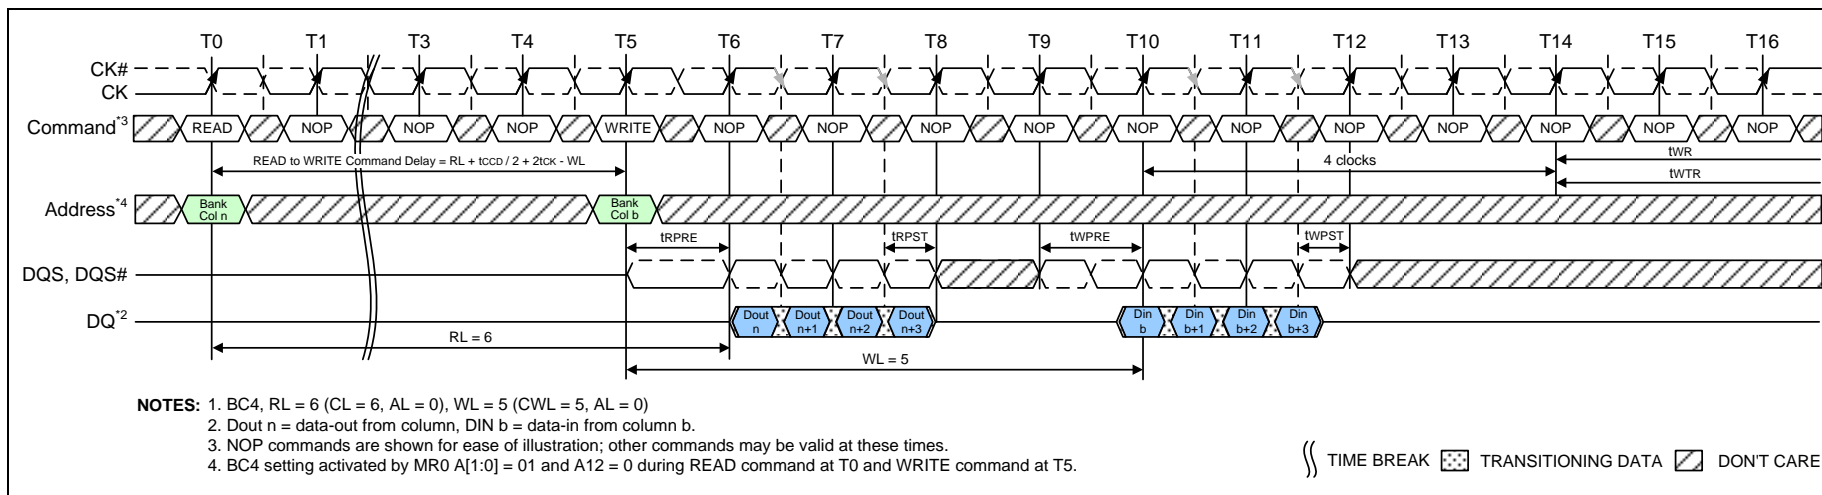 T0 T1 T3 T4 T5 T6 T7 T8 T9 T10 T11 T12 T13 T14 T15 T16
CK#
CK
Command*3 READ NOP NOP NOP WRITE NOP NOP NOP NOP NOP NOP NOP NOP NOP NOP NOP
READ to WRITE Command Delay = RL + tCCD / 2 + 2tCK - WL
4 clocks
tWR
tWTR
Address*4
Bank Col n
Bank Col b
tRPRE tRPST tWPRE tWPST
DQS, DQS#
DQ*2
Dout n
Dout n+1
Dout n+2
Dout n+3
Din b
Din b+1
Din b+2
Din b+3
RL = 6
WL = 5
NOTES: 1. BC4, RL = 6 (CL = 6, AL = 0), WL = 5 (CWL = 5, AL = 0)
2. Dout n = data-out from column, DIN b = data-in from column b.
3. NOP commands are shown for ease of illustration; other commands may be valid at these times.
4. BC4 setting activated by MR0 A[1:0] = 01 and A12 = 0 during READ command at T0 and WRITE command at T5.
TIME BREAK TRANSITIONING DATA DON'T CARE